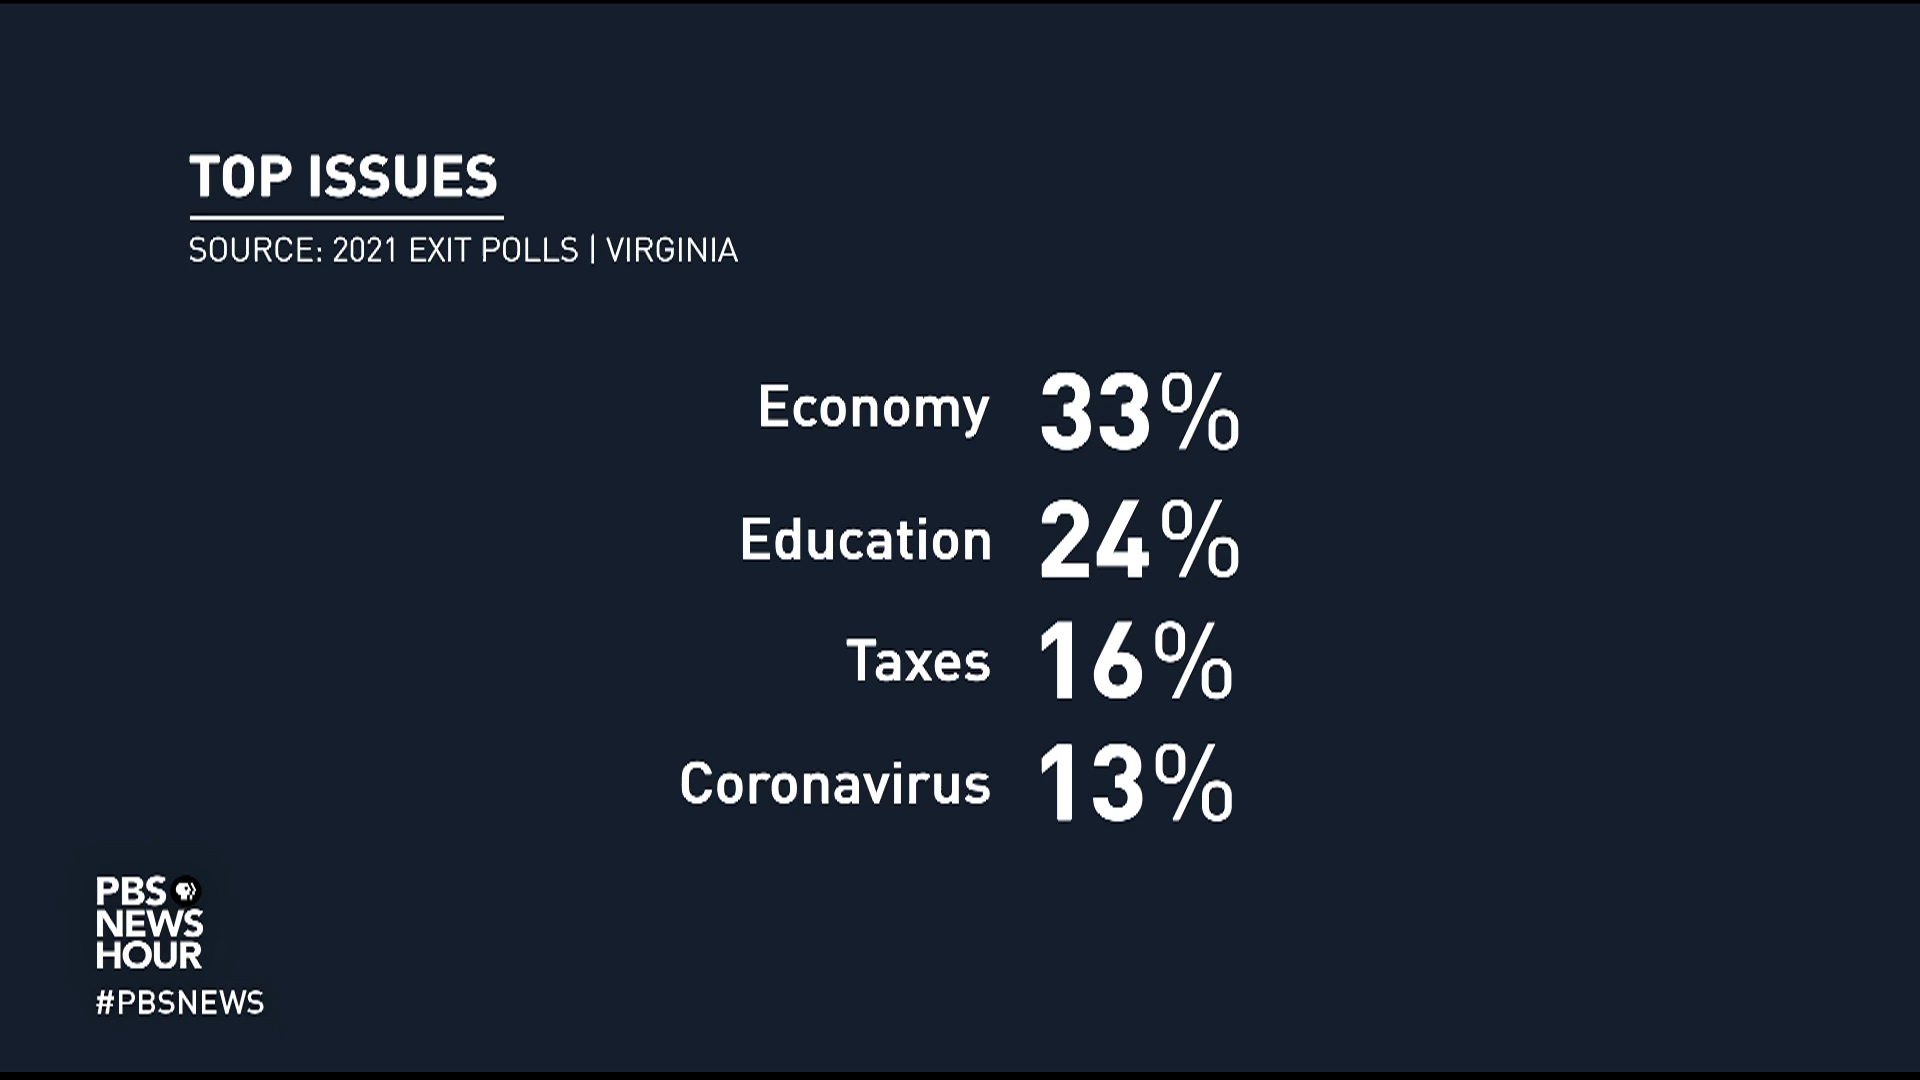 TOP ISSUES
SOURCE: 2021 EXIT POLLS | VIRGINIA
Economy 33%
Education 24%
Taxes 16%
Coronavirus 13%
PBS
NEWS
HOUR
#PBSNEWS